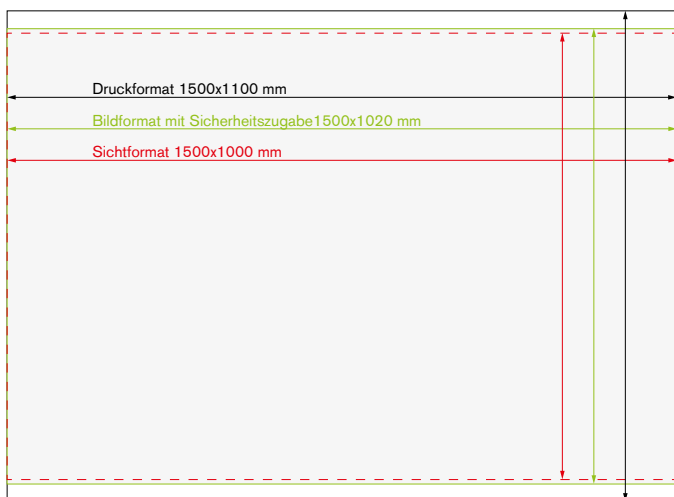 Druckformat 1500x1100 mm
Bildformat mit Sicherheitszugabe1500x1020 mm
Sichtformat 1500x1000 mm